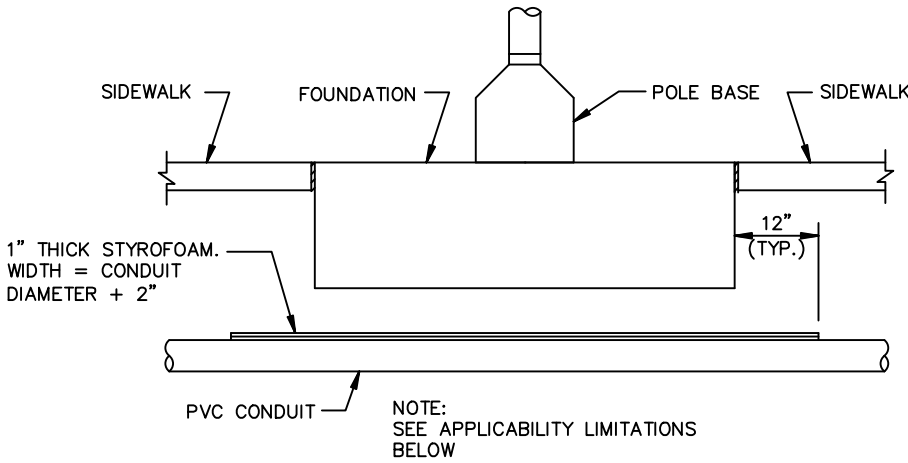 SIDEWALK
FOUNDATION
POLE BASE
SIDEWALK
12”
(TYP.)
1” THICK STYROFOAM.
WIDTH = CONDUIT
DIAMETER + 2”
PVC CONDUIT
NOTE:
SEE APPLICABILITY LIMITATIONS
BELOW